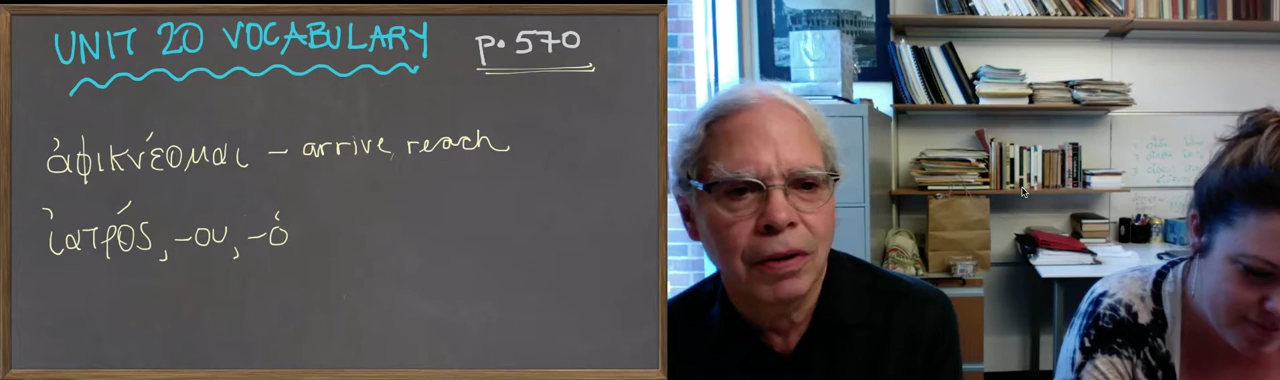 UNIT 20 VOCABULARY p. 570
ἀφικνέομαι – arrive, reach
ἰατρός, -ου, -ὁ